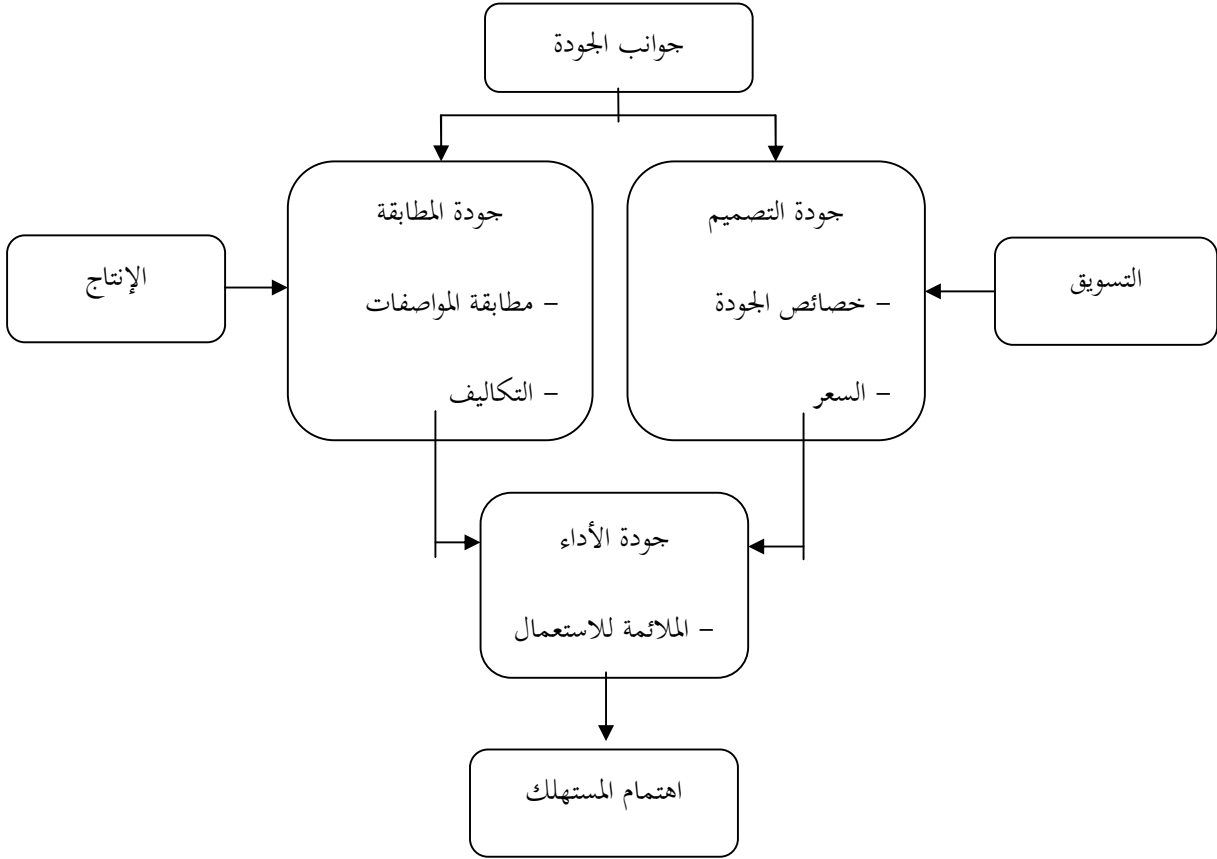 جوانب الجودة
جودة التصميم
- خصائص الجودة
- السعر
جودة المطابقة
- مطابقة المواصفات
- التكاليف
التسويق
الإنتاج
جودة الأداء
- الملائمة للاستعمال
اهتمام المستهلك